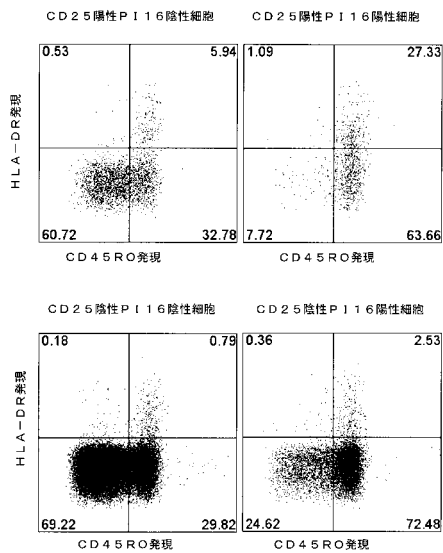 CD25陽性PI16陰性細胞
CD25陽性PI16陽性細胞
0.53
5.94
1.09
27.33
HLA-DR発現
60.72
32.78
7.72
63.66
CD45RO発現
CD45RO発現
CD25陰性PI16陰性細胞
CD25陰性PI16陽性細胞
0.18
0.79
0.36
2.53
HLA-DR発現
69.22
29.82
24.62
72.48
CD45RO発現
CD45RO発現